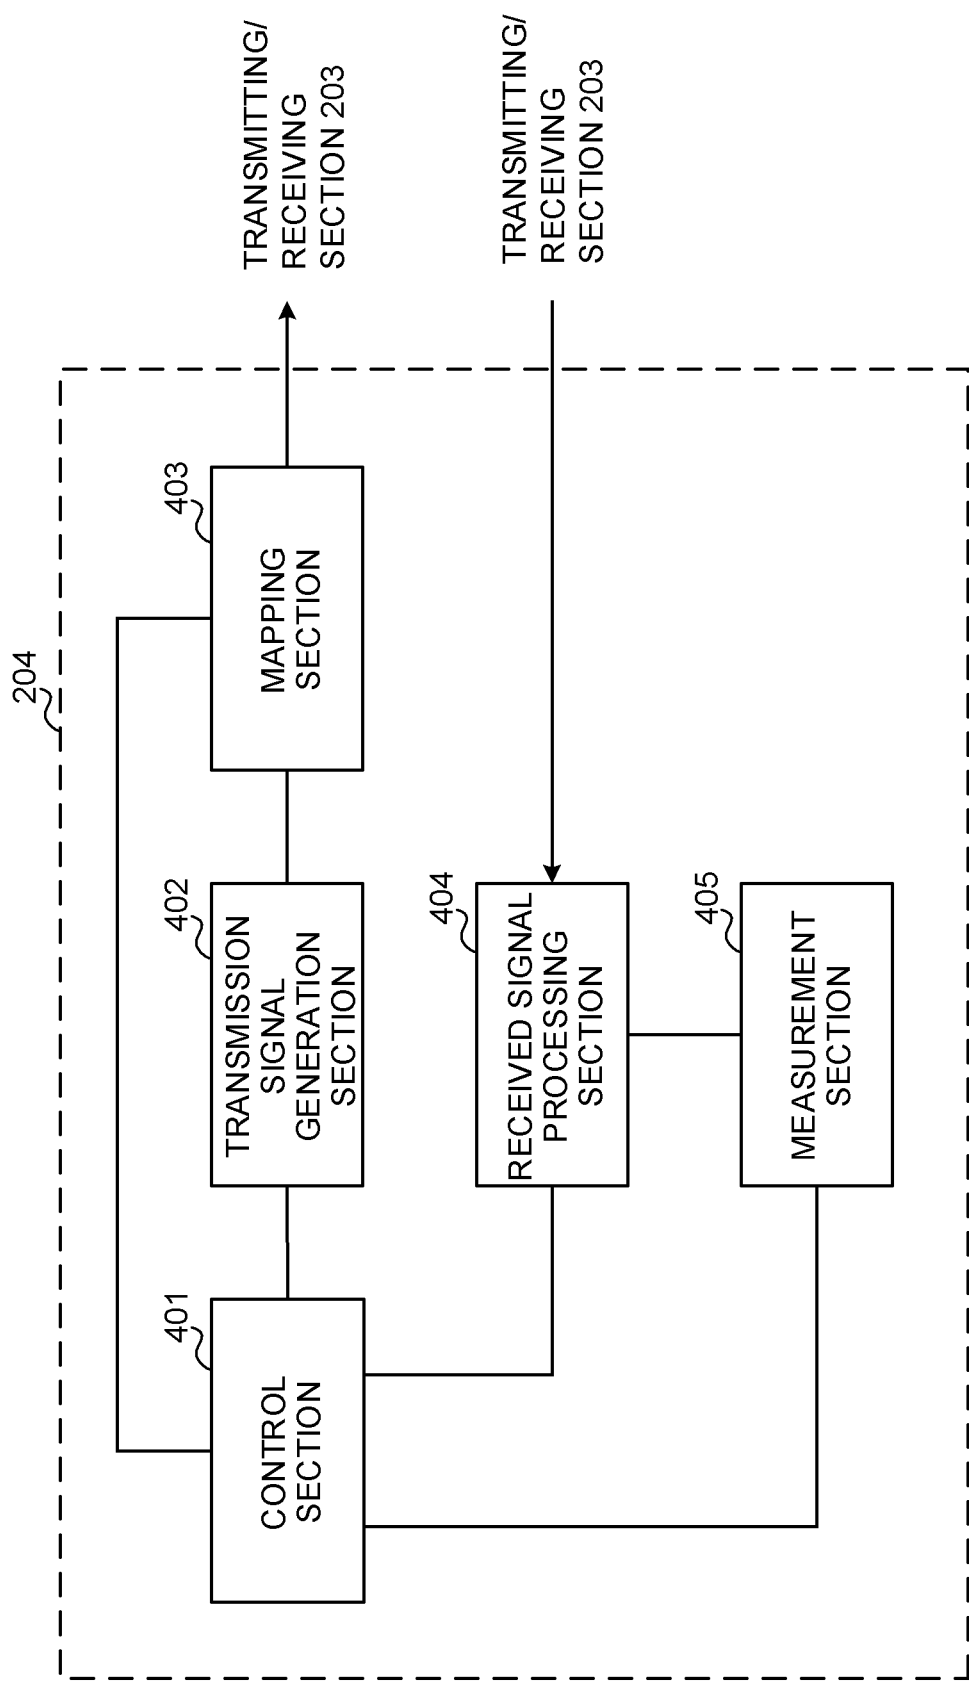 204
401
CONTROL
SECTION
402
TRANSMISSION
SIGNAL
GENERATION
SECTION
403
MAPPING
SECTION
TRANSMITTING/
RECEIVING
SECTION 203
404
RECEIVED SIGNAL
PROCESSING
SECTION
TRANSMITTING/
RECEIVING
SECTION 203
405
MEASUREMENT
SECTION